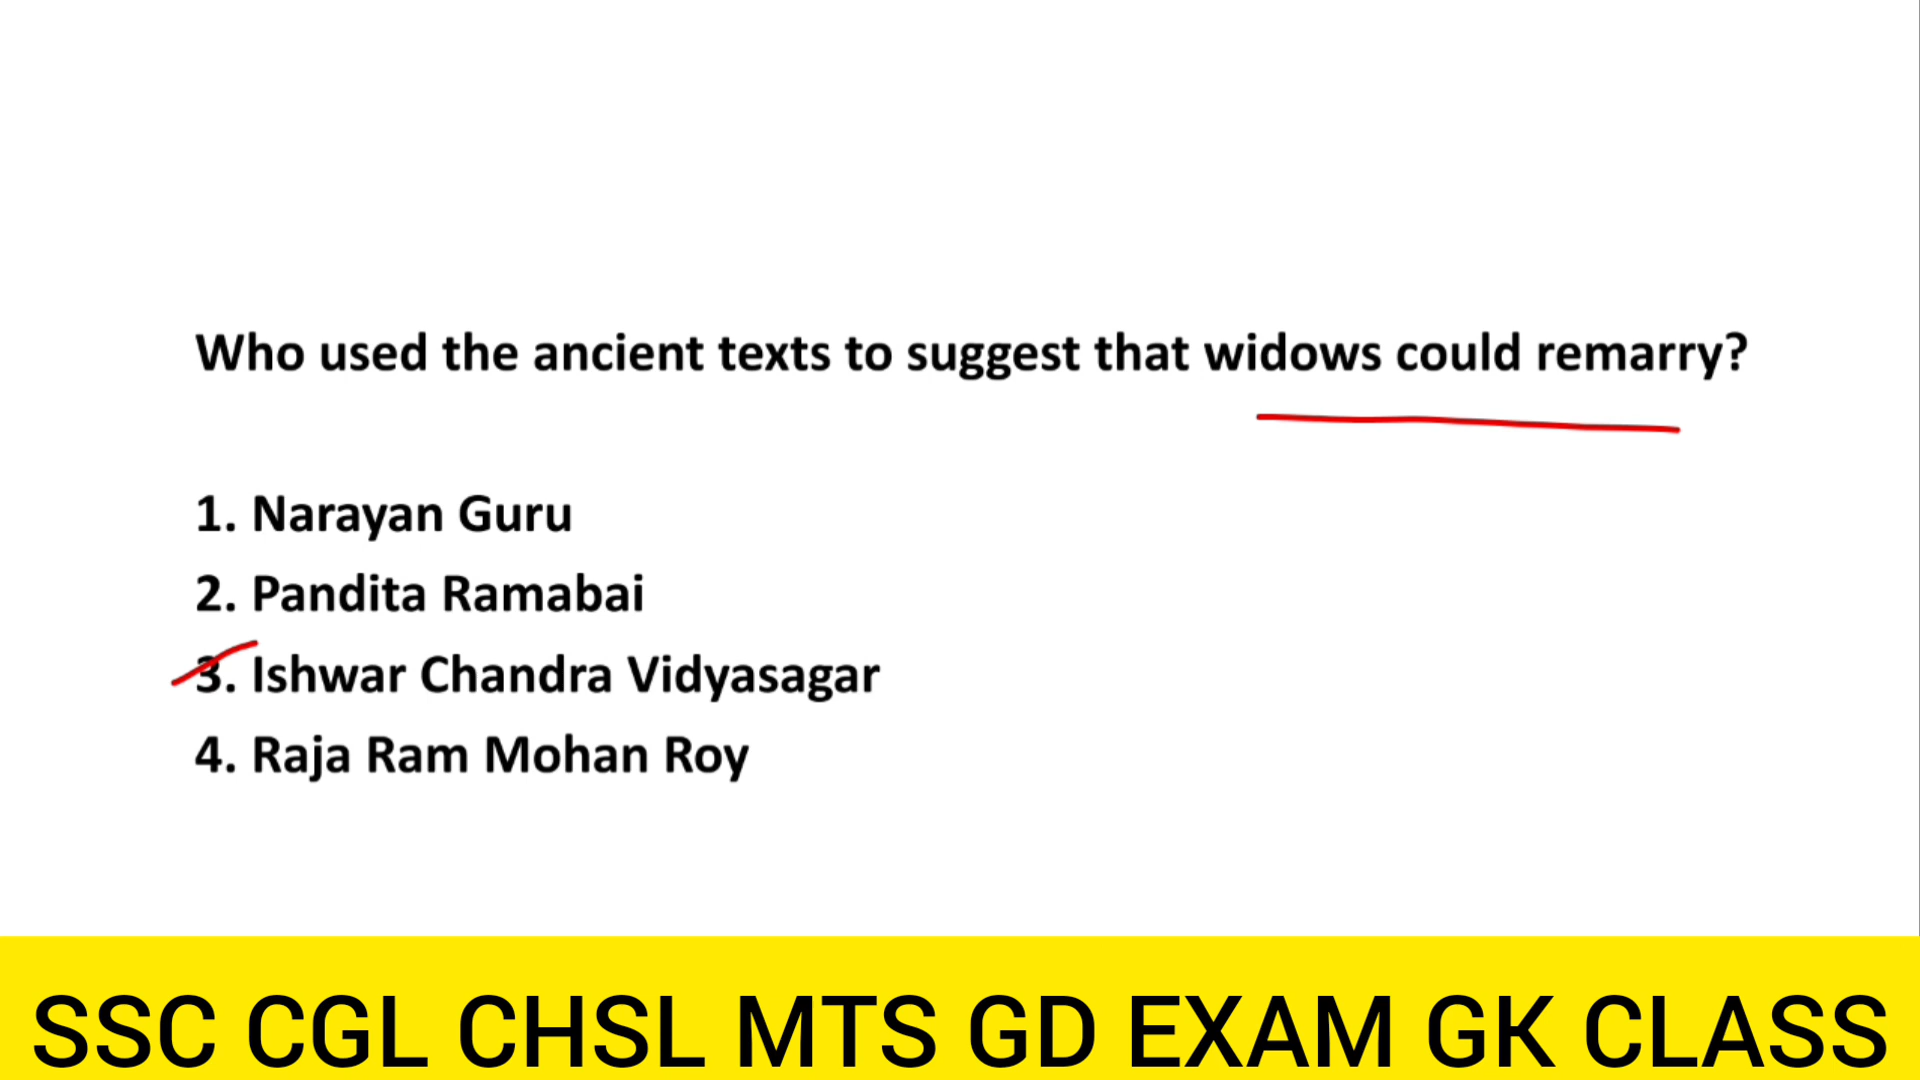 Who used the ancient texts to suggest that widows could remarry?
1. Narayan Guru
2. Pandita Ramabai
3. Ishwar Chandra Vidyasagar
4. Raja Ram Mohan Roy
SSC CGL CHSL MTS GD EXAM GK CLASS